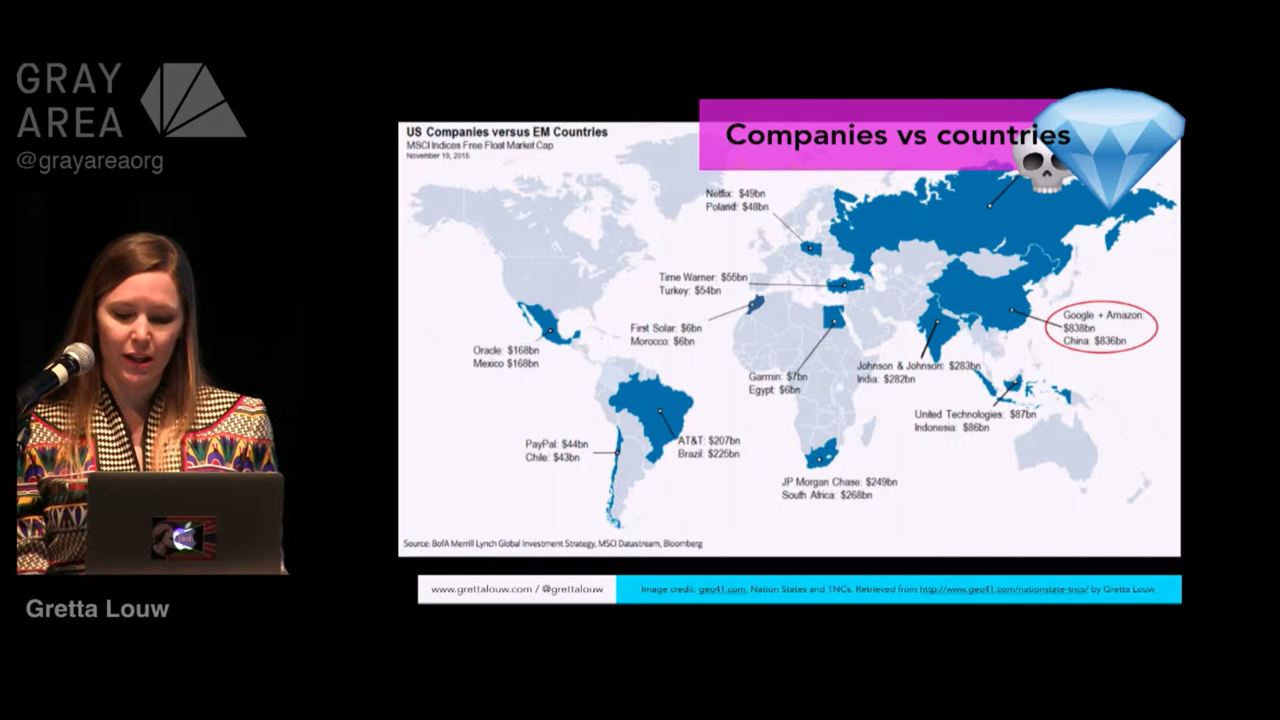 GRAY
AREA
@grayareaorg
Gretta Louw
Companies vs countries
US Companies versus EM Countries
MSCI Indices Free Float Market Cap
November 19, 2015
Netflix: $49bn
Poland: $48bn
Time Warner: $55bn
Turkey: $54bn
First Solar: $6bn
Morocco: $6bn
Oracle: $168bn
Mexico $168bn
Garmin: $7bn
Egypt: $6bn
Johnson & Johnson: $283bn
India: $282bn
Google + Amazon:
$838bn
China: $836bn
United Technologies: $87bn
Indonesia: $86bn
PayPal: $44bn
Chile: $43bn
AT&T: $207bn
Brazil: $225bn
JP Morgan Chase: $249bn
South Africa: $268bn
Source: BofA Merrill Lynch Global Investment Strategy, MSCI Datastream, Bloomberg
www.grettalouw.com / @grettalouw
Image credit: geo41.com, Nation States and TNCs. Retrieved from http://www.geo41.com/nationstate-tncs/ by Gretta Louw